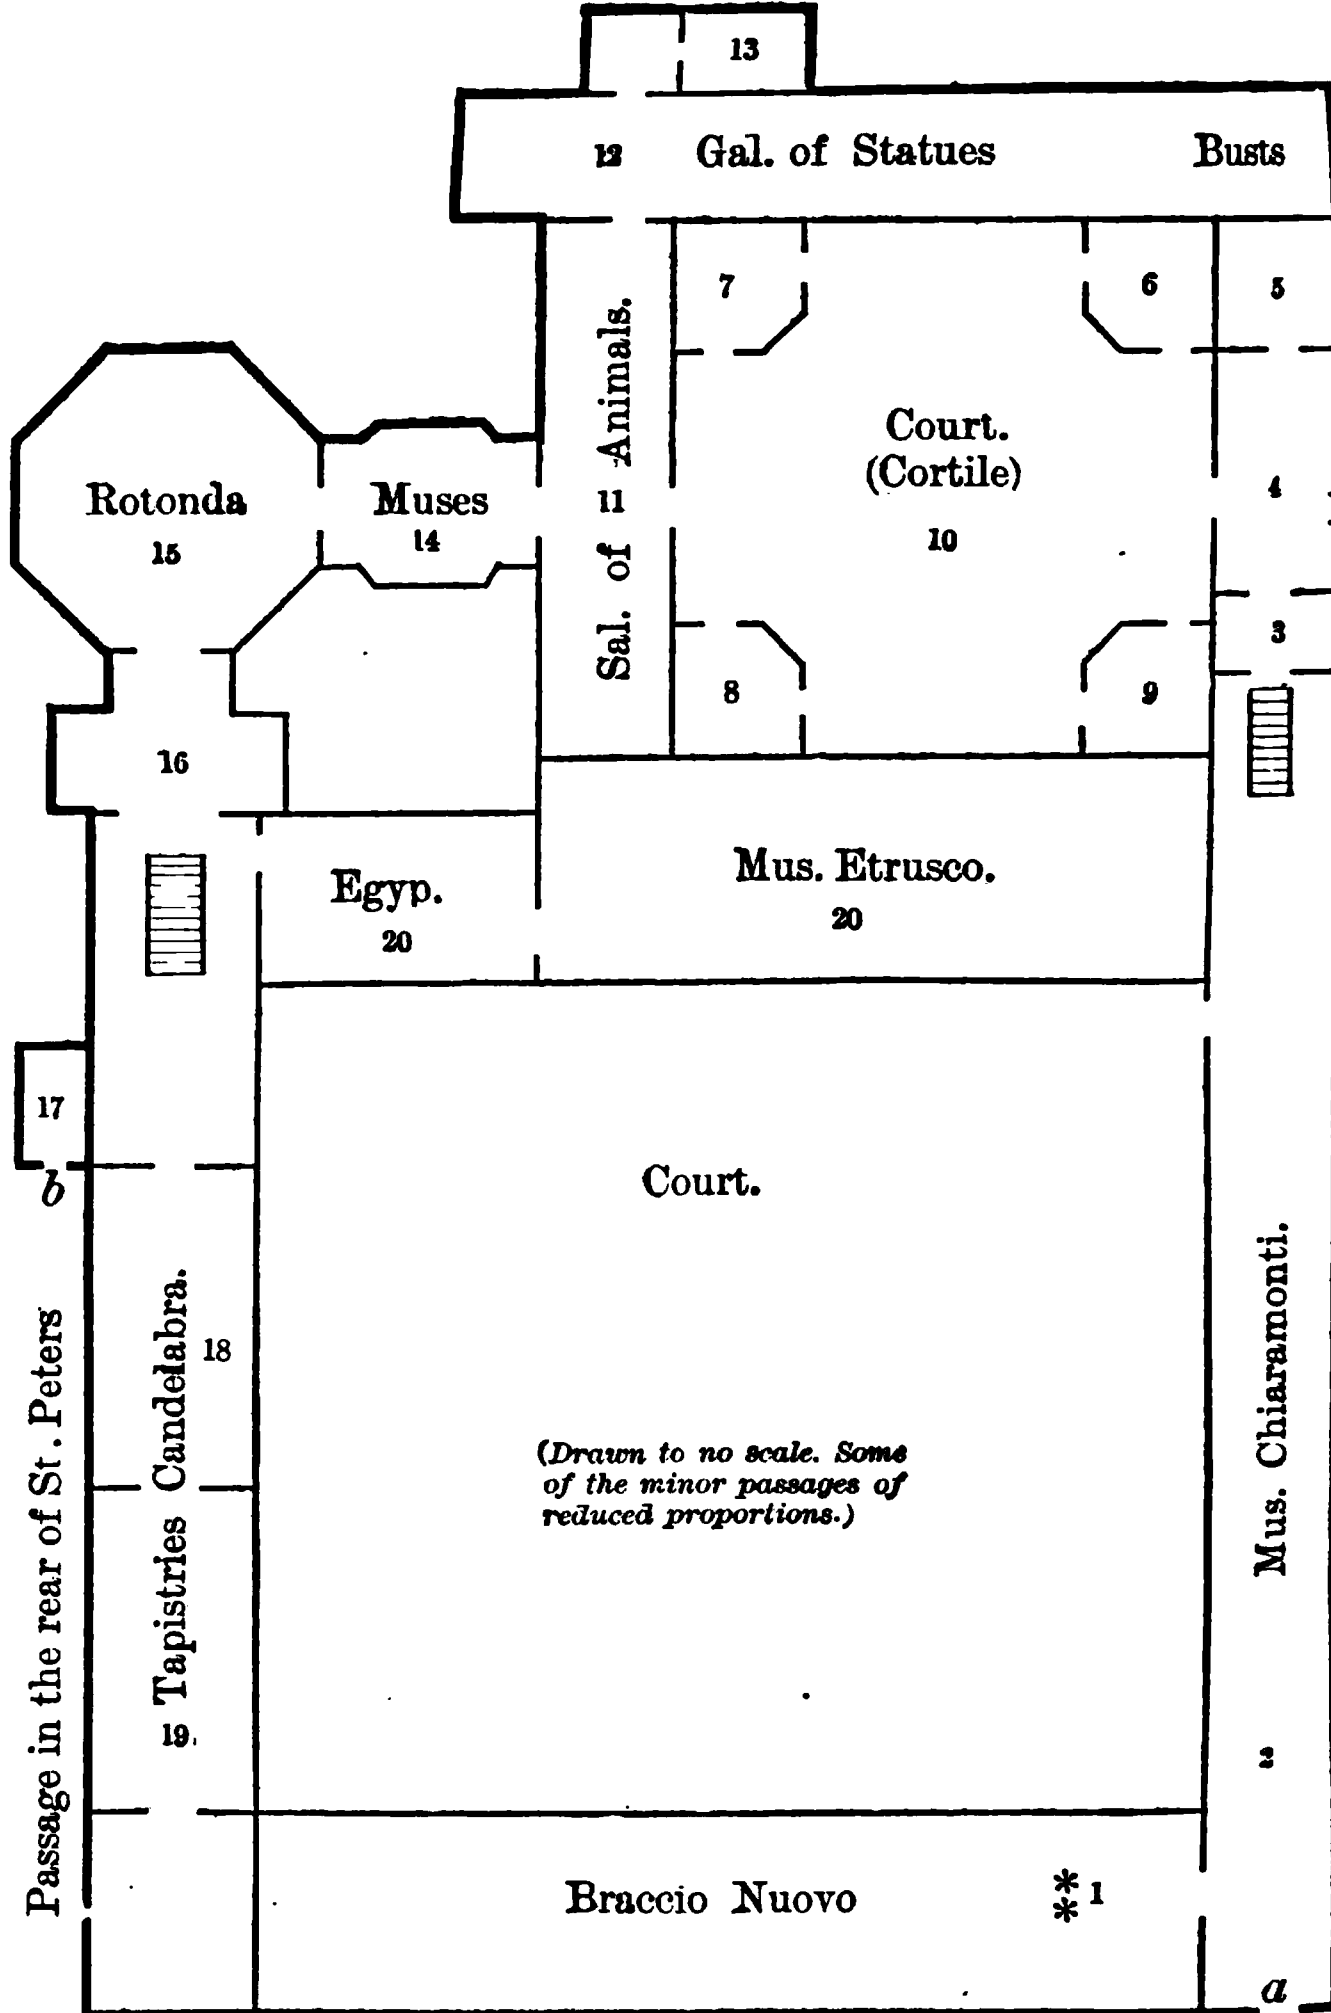 13
12 Gal. of Statues Busts
7
6
5
Sal. of Animals.
11
Court.
(Cortile)
10
4
Rotonda
15
Muses
14
3
8
9
16
Egyp.
20
Mus. Etrusco.
20
17
b
Court.
Passage in the rear of St. Peters
Candelabra.
18
Tapistries
19
(Drawn to no scale. Some
of the minor passages of
reduced proportions.)
Mus. Chiaramonti.
2
Braccio Nuovo
** 1
a